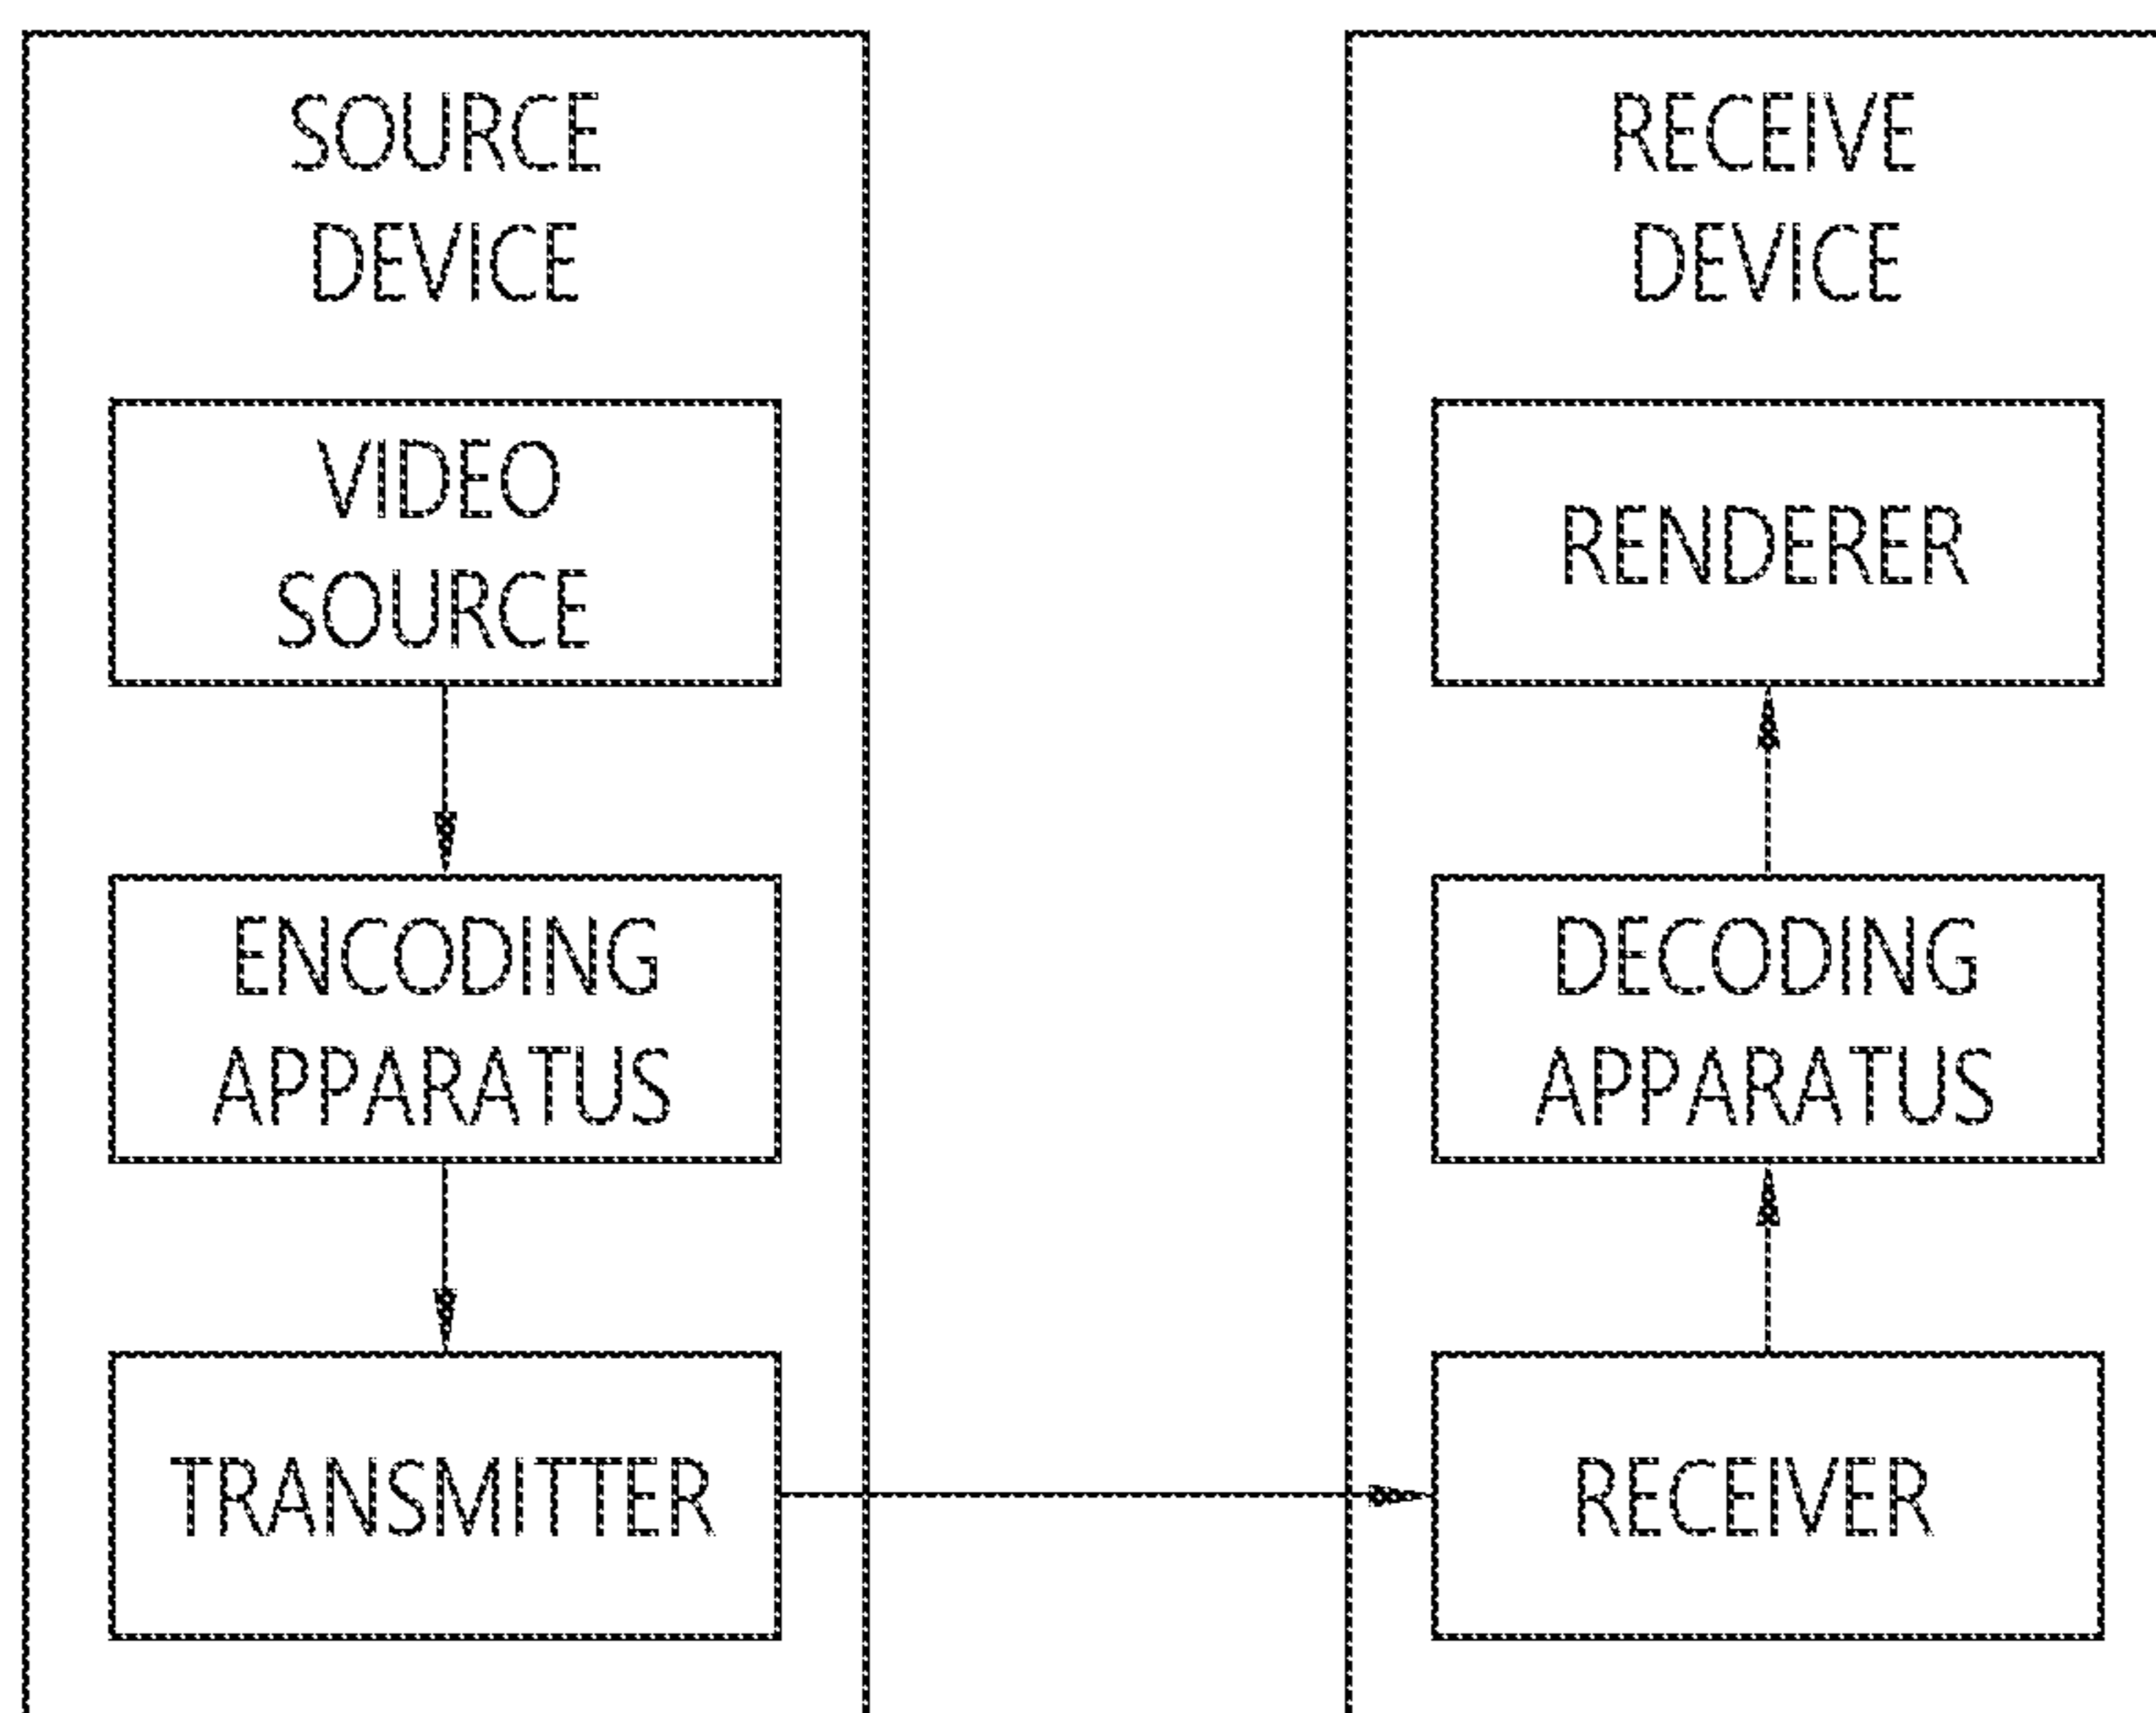 SOURCE
DEVICE
VIDEO
SOURCE
ENCODING
APPARATUS
TRANSMITTER
RECEIVE
DEVICE
RENDERER
DECODING
APPARATUS
RECEIVER